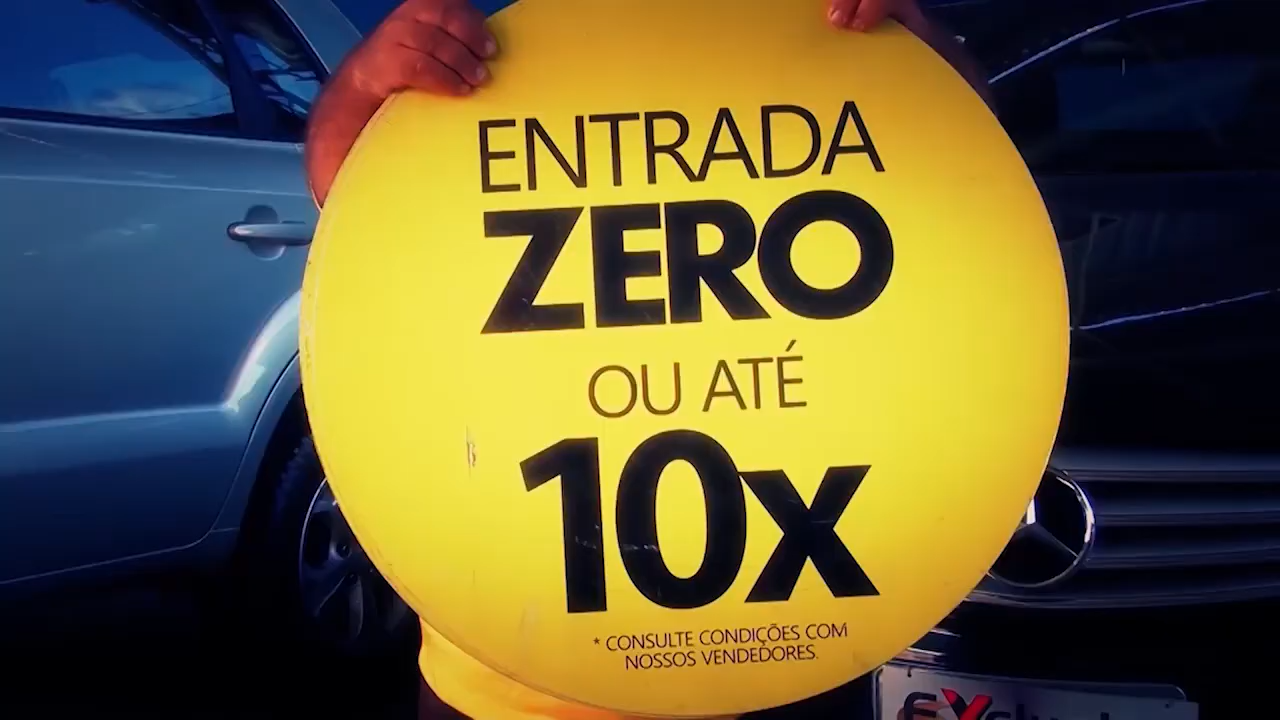 ENTRADA
ZERO
OU ATÉ
10x
* CONSULTE CONDIÇÕES COM
NOSSOS VENDEDORES.